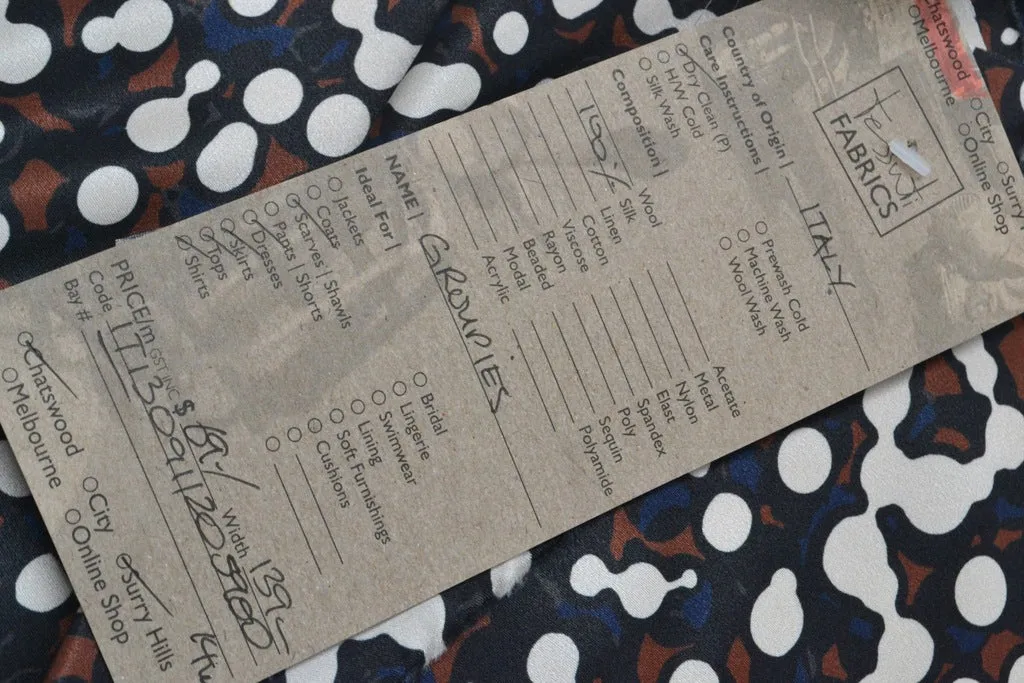 Chatswood
Melbourne
City
Online Shop
Surry
Tessuti
FABRICS
Country of Origin | ITALY
Care Instructions |
Dry Clean (P)
H/W Cold
Silk Wash
Prewash Cold
Machine Wash
Wool Wash
Composition |
Wool
100% Silk
Linen
Cotton
Viscose
Rayon
Beaded
Modal
Acrylic
Acetate
Metal
Nylon
Elast
Spandex
Poly
Sequin
Polyamide
NAME | GROUPIES
Ideal For |
Jackets
Coats
Scarves | Shawls
Pants | Shorts
Dresses
Skirts
Tops
Shirts
Bridal
Lingerie
Swimwear
Lining
Soft Furnishings
Cushions
PRICE/m GST INC $ 69.- Width 139-
Code
Bay #
Chatswood
Melbourne
City
Online Shop
Surry Hills